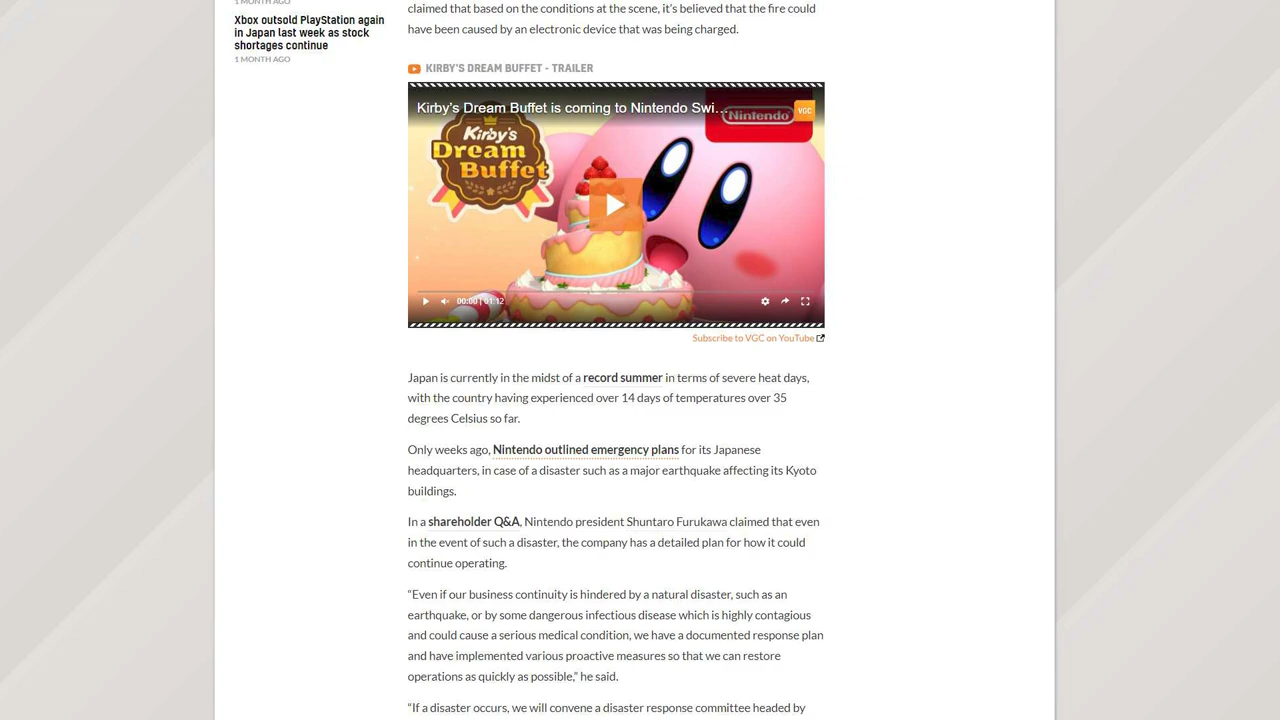 1 MONTH AGO
Xbox outsold PlayStation again
in Japan last week as stock
shortages continue
1 MONTH AGO
claimed that based on the conditions at the scene, it's believed that the fire could
have been caused by an electronic device that was being charged.
KIRBY'S DREAM BUFFET - TRAILER
Kirby's Dream Buffet is coming to Nintendo Swi...
VGC
Nintendo
Kirby's
Dream
Buffet
00:00 | 01:12
Subscribe to VGC on YouTube
Japan is currently in the midst of a record summer in terms of severe heat days,
with the country having experienced over 14 days of temperatures over 35
degrees Celsius so far.
Only weeks ago, Nintendo outlined emergency plans for its Japanese
headquarters, in case of a disaster such as a major earthquake affecting its Kyoto
buildings.
In a shareholder Q&A, Nintendo president Shuntaro Furukawa claimed that even
in the event of such a disaster, the company has a detailed plan for how it could
continue operating.
“Even if our business continuity is hindered by a natural disaster, such as an
earthquake, or by some dangerous infectious disease which is highly contagious
and could cause a serious medical condition, we have a documented response plan
and have implemented various proactive measures so that we can restore
operations as quickly as possible,” he said.
“If a disaster occurs, we will convene a disaster response committee headed by